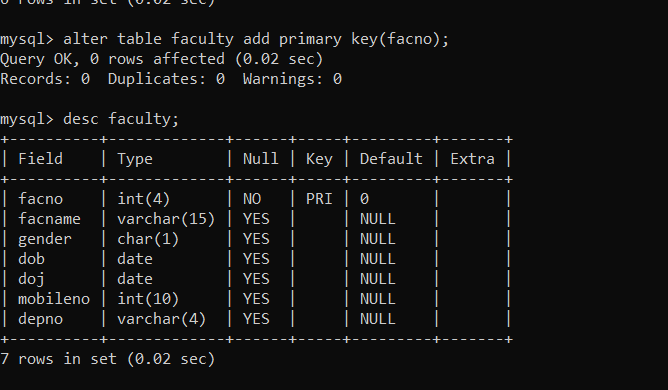 6 rows in set (0.02 sec)
mysql> alter table faculty add primary key(facno);
Query OK, 0 rows affected (0.02 sec)
Records: 0  Duplicates: 0  Warnings: 0
mysql> desc faculty;
+----------+-------------+------+-----+---------+-------+
| Field    | Type        | Null | Key | Default | Extra |
+----------+-------------+------+-----+---------+-------+
| facno    | int(4)      | NO   | PRI | 0       |       |
| facname  | varchar(15) | YES  |     | NULL    |       |
| gender   | char(1)     | YES  |     | NULL    |       |
| dob      | date        | YES  |     | NULL    |       |
| doj      | date        | YES  |     | NULL    |       |
| mobileno | int(10)     | YES  |     | NULL    |       |
| depno    | varchar(4)  | YES  |     | NULL    |       |
+----------+-------------+------+-----+---------+-------+
7 rows in set (0.02 sec)